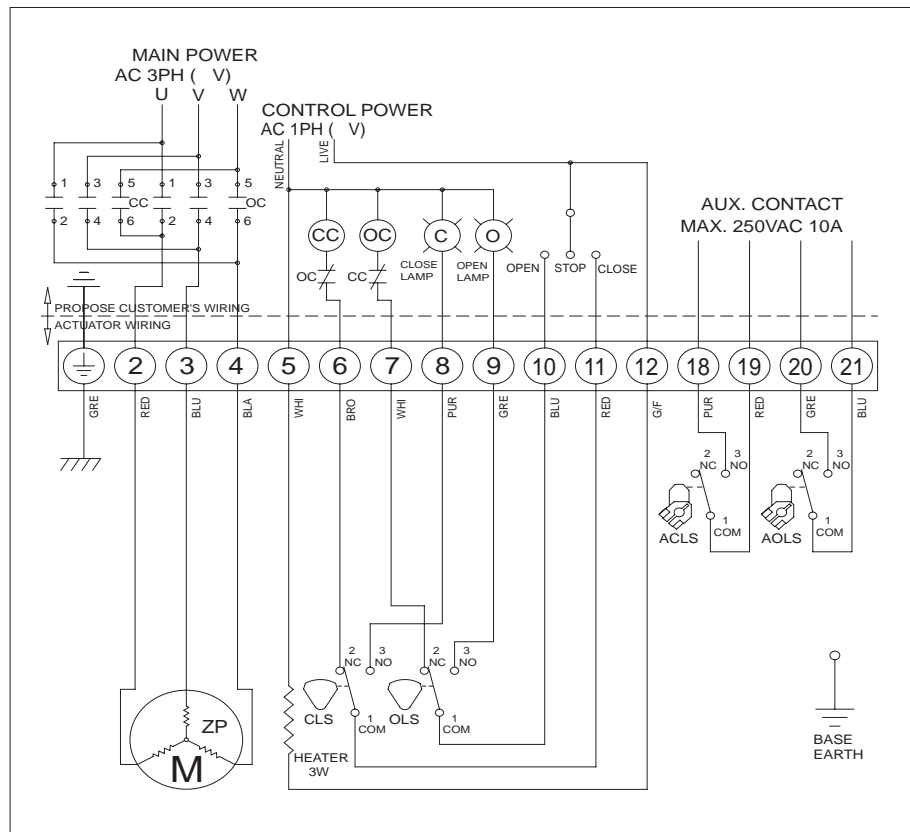 MAIN POWER
AC 3PH ( V)
U V W
CONTROL POWER
AC 1PH ( V)
NEUTRAL
LIVE
1 3 5 1 3 5
CC OC
2 4 6 2 4 6
AUX. CONTACT
MAX. 250VAC 10A
CC OC C O
CLOSE LAMP
OPEN LAMP
OC CC
OPEN STOP CLOSE
PROPOSE CUSTOMER'S WIRING
ACTUATOR WIRING
2 3 4 5 6 7 8 9 10 11 12 18 19 20 21
GRE RED BLU BLA WHI BRO WHI PUR GRE BLU RED G/F PUR RED GRE BLU
2 NC 3 NO
1 COM
ACLS
2 NC 3 NO
1 COM
AOLS
2 NC 3 NO
1 COM
CLS
2 NC 3 NO
1 COM
OLS
ZP
M
HEATER
3W
BASE
EARTH